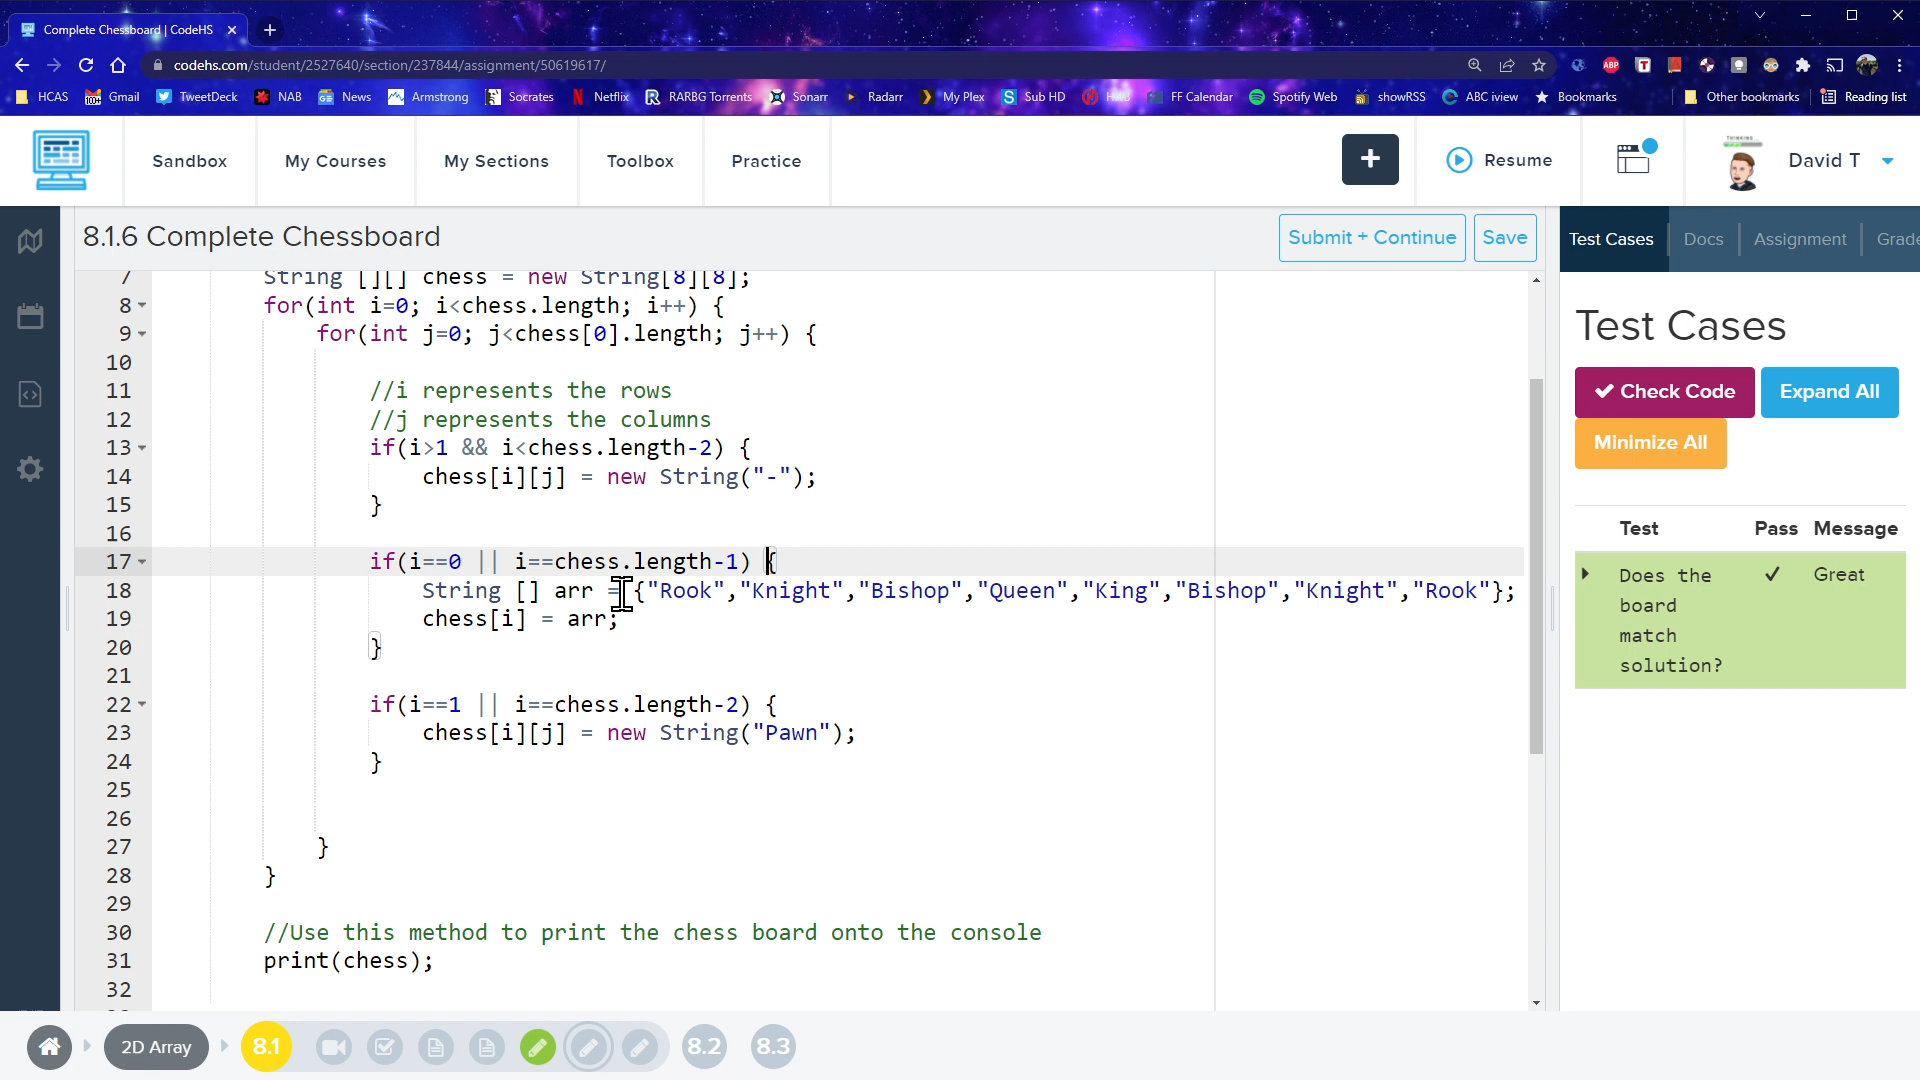 Complete Chessboard | CodeHS
codehs.com/student/2527640/section/237844/assignment/50619617/
HCAS Gmail TweetDeck NAB News Armstrong Socrates Netflix RARBG Torrents Sonarr Radarr My Plex Sub HD FF Calendar Spotify Web showRSS ABC iview Bookmarks Other bookmarks Reading list
Sandbox My Courses My Sections Toolbox Practice + Resume David T
8.1.6 Complete Chessboard Submit + Continue Save Test Cases Docs Assignment Grade
7 String [][] chess = new String[8][8];
8 for(int i=0; i<chess.length; i++) {
9 for(int j=0; j<chess[0].length; j++) {
10
11 //i represents the rows
12 //j represents the columns
13 if(i>1 && i<chess.length-2) {
14 chess[i][j] = new String("-");
15 }
16
17 if(i==0 || i==chess.length-1) {
18 String [] arr = {"Rook","Knight","Bishop","Queen","King","Bishop","Knight","Rook"};
19 chess[i] = arr;
20 }
21
22 if(i==1 || i==chess.length-2) {
23 chess[i][j] = new String("Pawn");
24 }
25
26
27 }
28 }
29
30 //Use this method to print the chess board onto the console
31 print(chess);
32
Test Cases
Check Code Expand All
Minimize All
Test Pass Message
Does the Great
board
match
solution?
2D Array 8.1 8.2 8.3